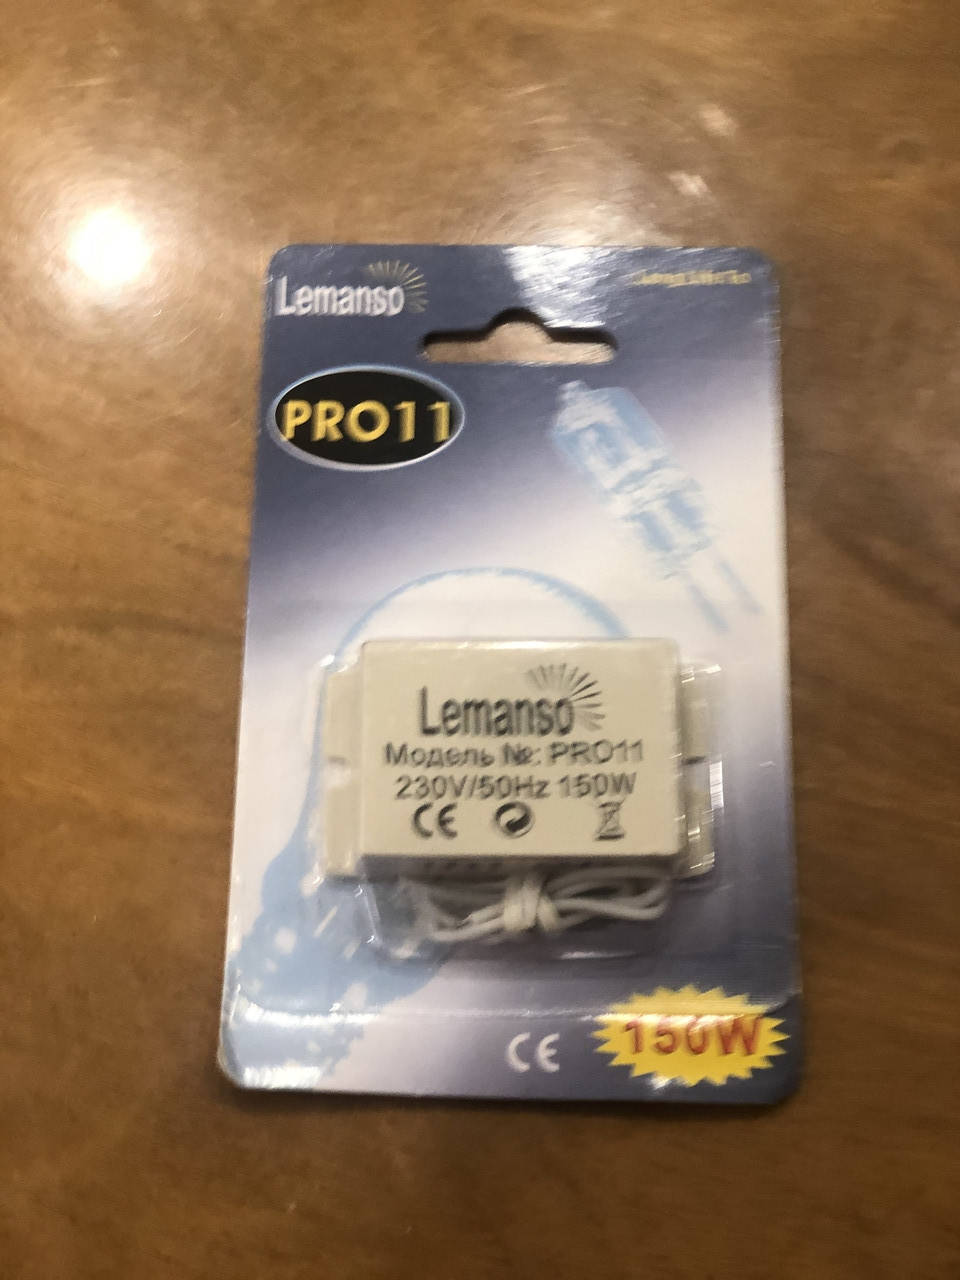 Lemanso
PRO11
Lemanso
Модель №: PRO11
230V/50Hz 150W
CE
CE
150W